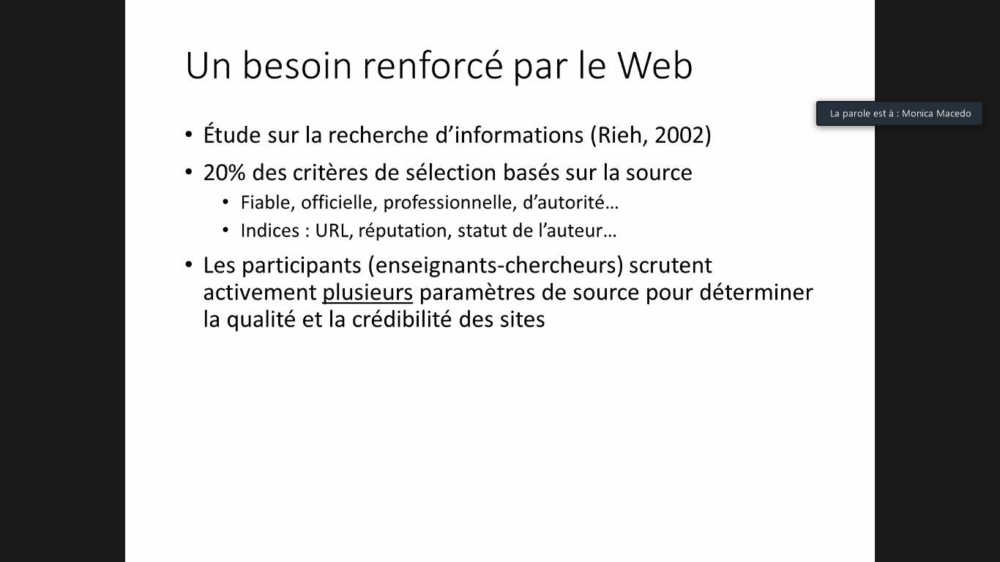 Un besoin renforcé par le Web
La parole est à : Monica Macedo
• Étude sur la recherche d’informations (Rieh, 2002)
• 20% des critères de sélection basés sur la source
• Fiable, officielle, professionnelle, d’autorité…
• Indices : URL, réputation, statut de l’auteur…
• Les participants (enseignants-chercheurs) scrutent
activement plusieurs paramètres de source pour déterminer
la qualité et la crédibilité des sites